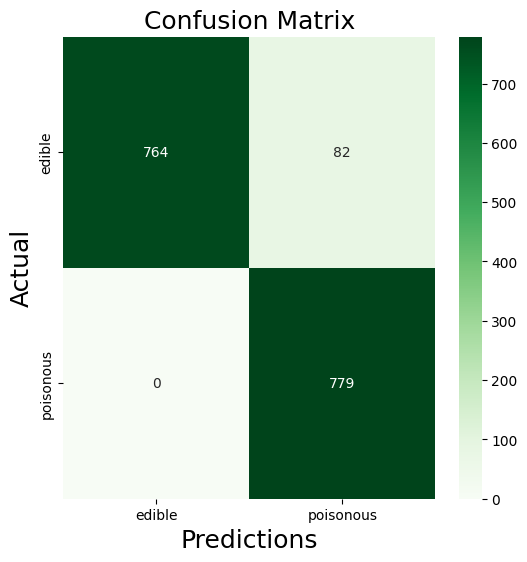 Confusion Matrix
edible
764
82
poisonous
0
779
Actual
edible
poisonous
Predictions
700
600
500
400
300
200
100
0